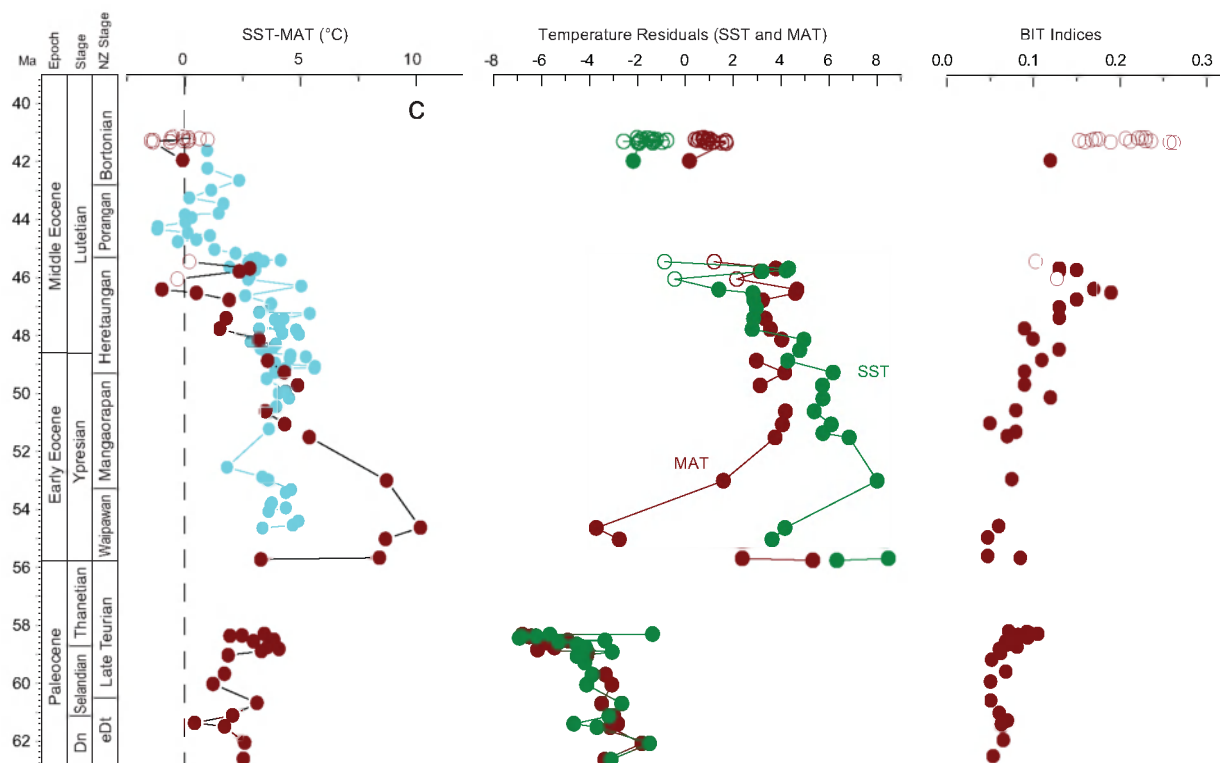 SST-MAT (°C)
Temperature Residuals (SST and MAT)
BIT Indices
Ma
Epoch
Stage
NZ Stage
0
5
10
-8
-6
-4
-2
0
2
4
6
8
0.0
0.1
0.2
0.3
C
40
42
44
46
48
50
52
54
56
58
60
62
Middle Eocene
Early Eocene
Paleocene
Lutetian
Ypresian
Thanetian
Selandian
Dn
Bortonian
Porangan
Heretaungan
Mangaorapan
Waipawan
Late Teurian
eDt
SST
MAT